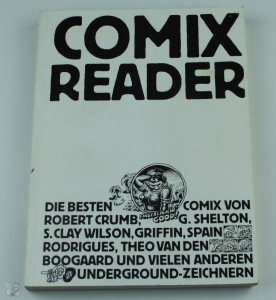 COMIX
READER
DIE BESTEN COMIX VON
ROBERT CRUMB, G. SHELTON,
S. CLAY WILSON, GRIFFIN, SPAIN
RODRIGUES, THEO VAN DEN
BOOGAARD UND VIELEN ANDEREN
UNDERGROUND-ZEICHNERN